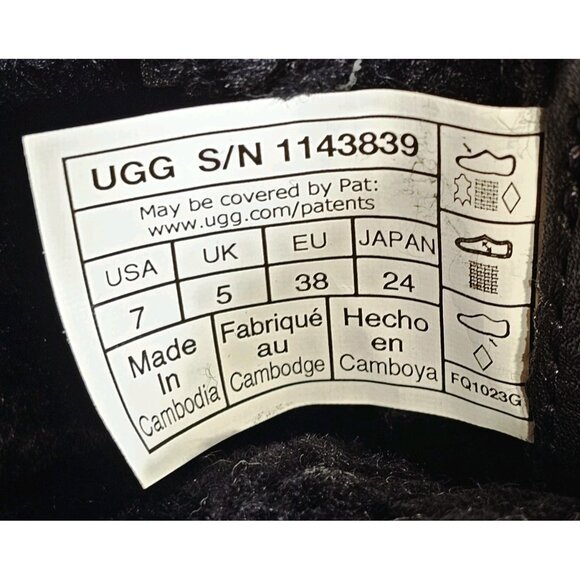 UGG S/N 1143839
May be covered by Pat:
www.ugg.com/patents
USA UK EU JAPAN
7 5 38 24
Made in Cambodia
Fabriqué au Cambodge
Hecho en Camboya
FQ1023G